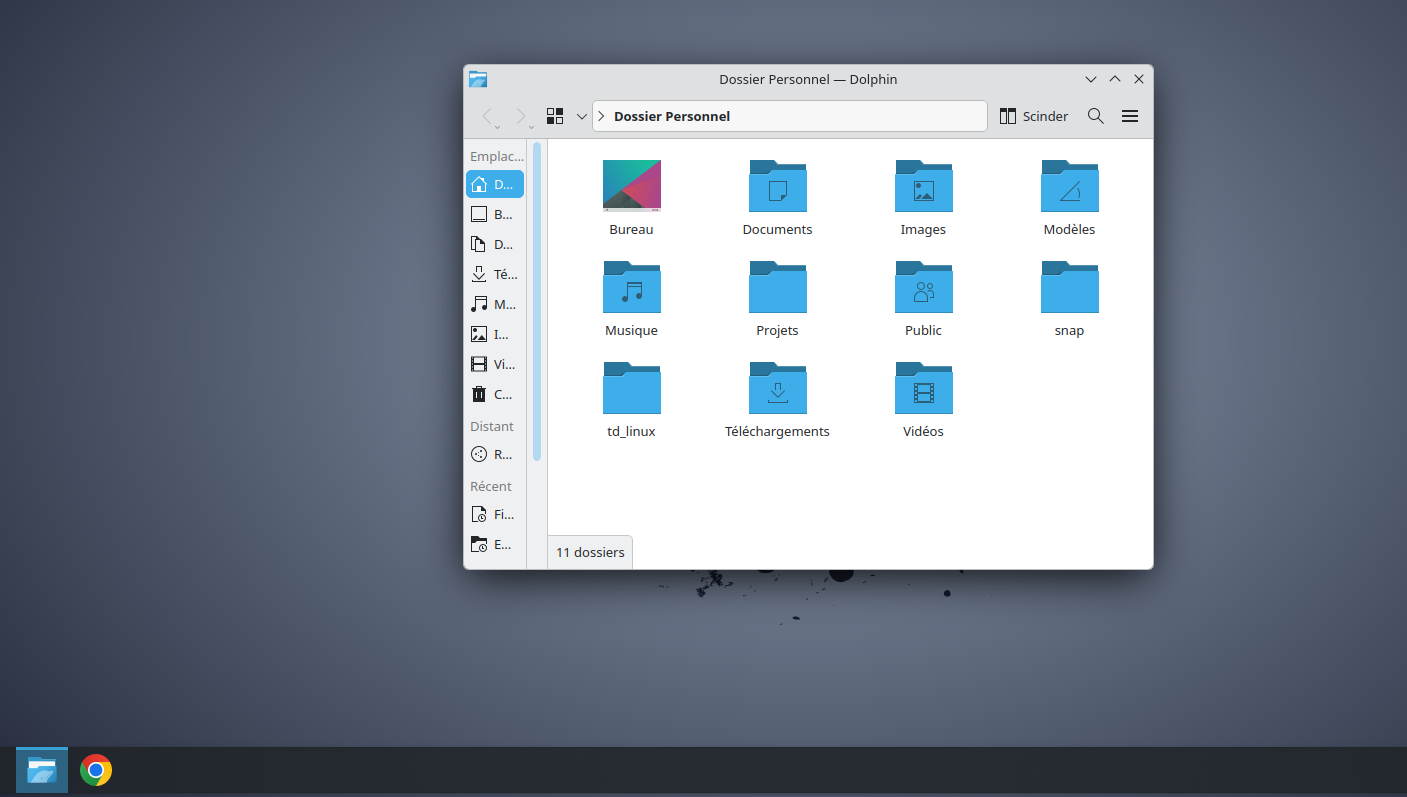 Dossier Personnel — Dolphin
Dossier Personnel
Scinder
Emplac...
D...
B...
D...
Té...
M...
I...
Vi...
C...
Distant
R...
Récent
Fi...
E...
Bureau
Documents
Images
Modèles
Musique
Projets
Public
snap
td_linux
Téléchargements
Vidéos
11 dossiers